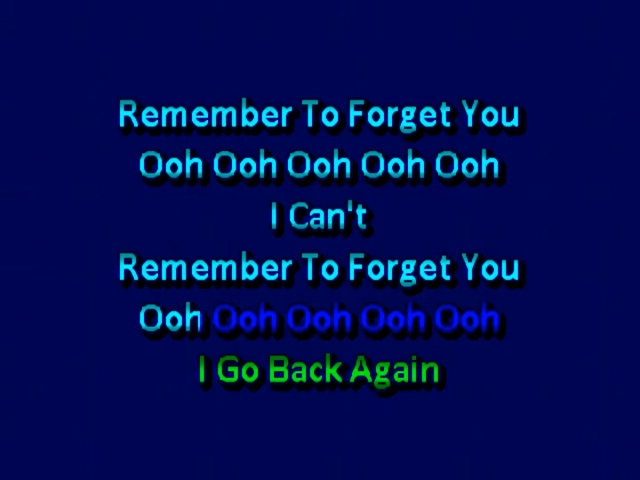 Remember To Forget You
Ooh Ooh Ooh Ooh Ooh
I Can't
Remember To Forget You
Ooh Ooh Ooh Ooh Ooh
I Go Back Again